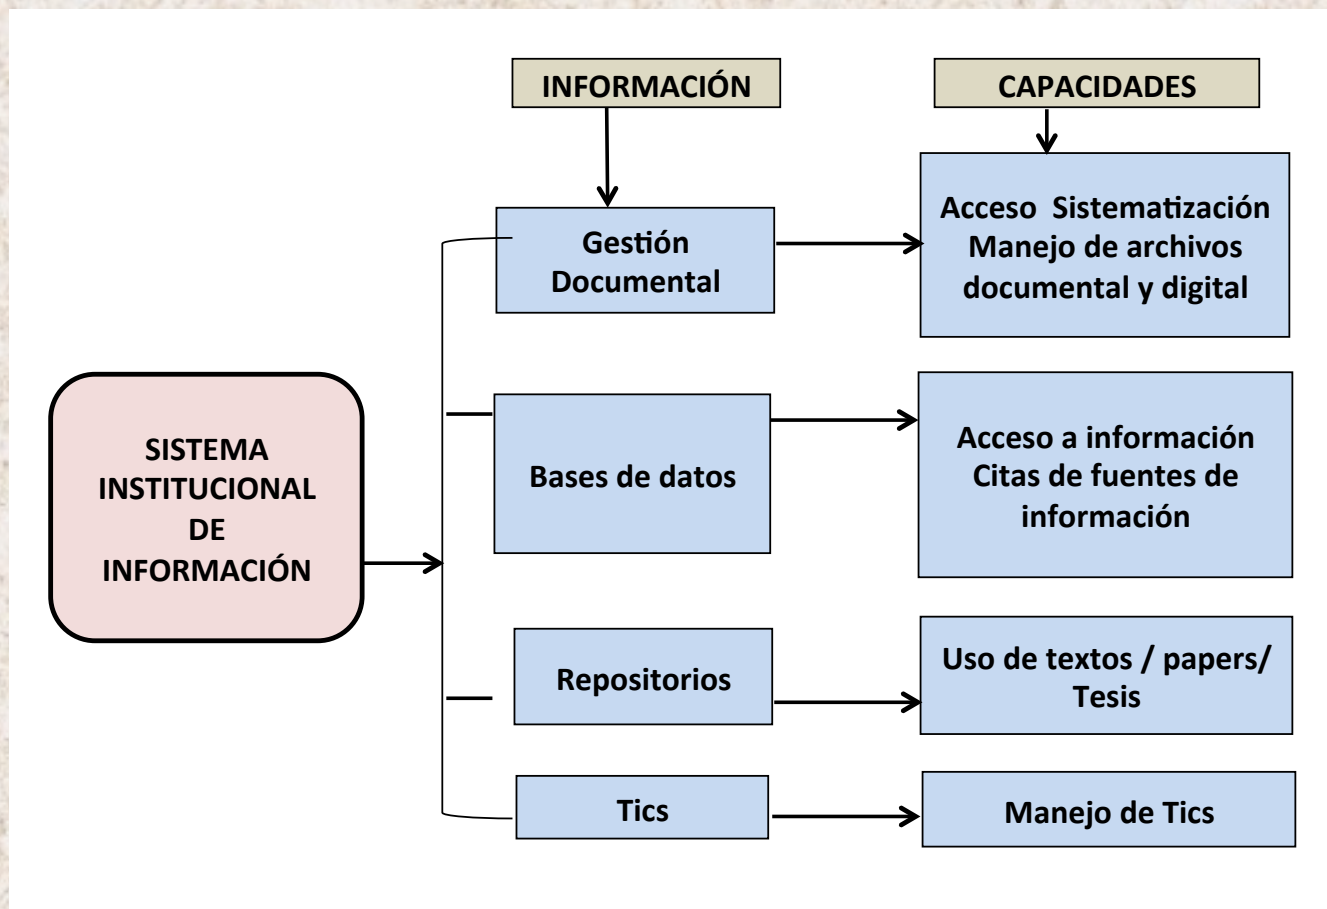 INFORMACIÓN
CAPACIDADES
Gestión
Documental
Acceso  Sistematización
Manejo de archivos
documental y digital
SISTEMA
INSTITUCIONAL
DE
INFORMACIÓN
Bases de datos
Acceso a información
Citas de fuentes de
información
Repositorios
Uso de textos / papers/
Tesis
Tics
Manejo de Tics